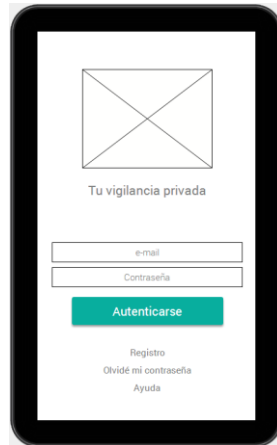 Tu vigilancia privada
e-mail
Contraseña
Autenticarse
Registro
Olvidé mi contraseña
Ayuda